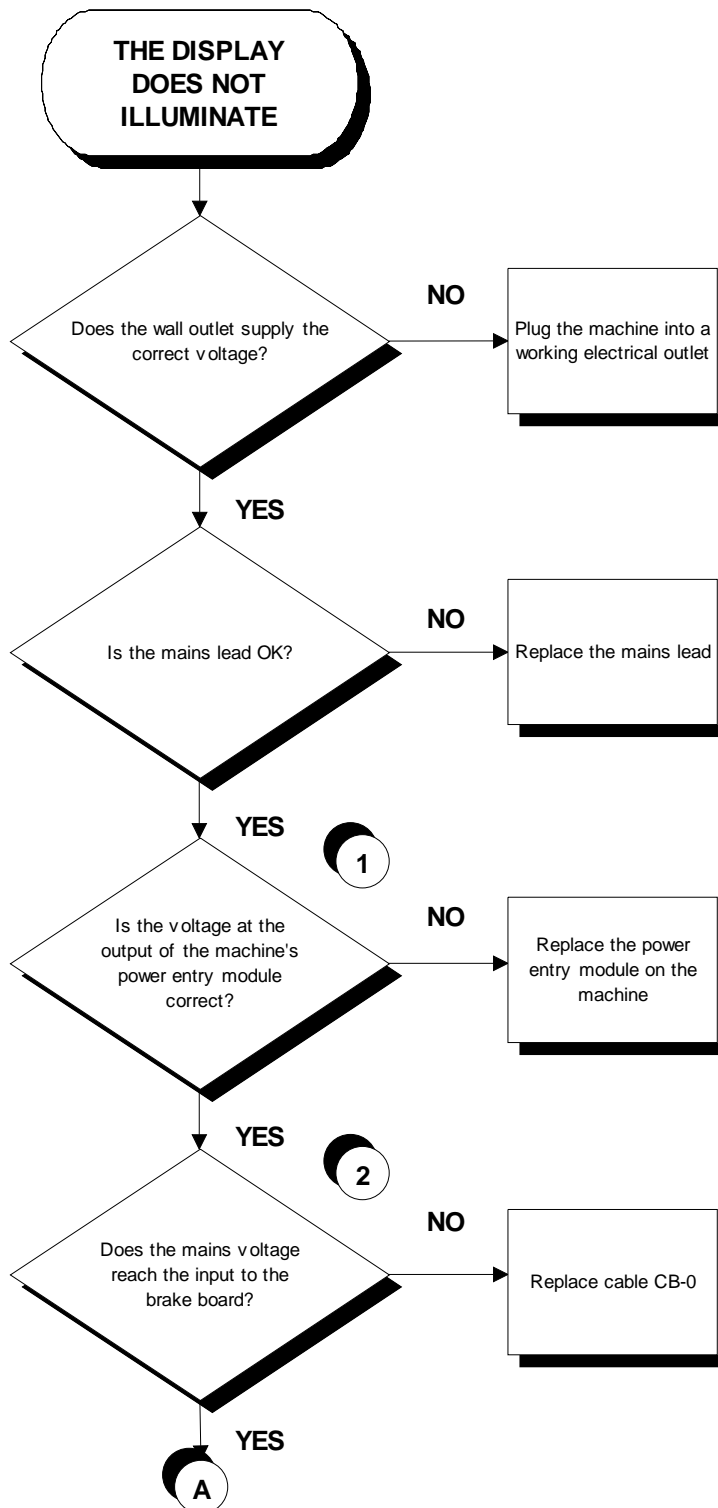 THE DISPLAY
DOES NOT
ILLUMINATE
Does the wall outlet supply the
correct voltage?
NO
Plug the machine into a
working electrical outlet
YES
Is the mains lead OK?
NO
Replace the mains lead
YES
1
Is the voltage at the
output of the machine's
power entry module
correct?
NO
Replace the power
entry module on the
machine
YES
2
Does the mains voltage
reach the input to the
brake board?
NO
Replace cable CB-0
YES
A